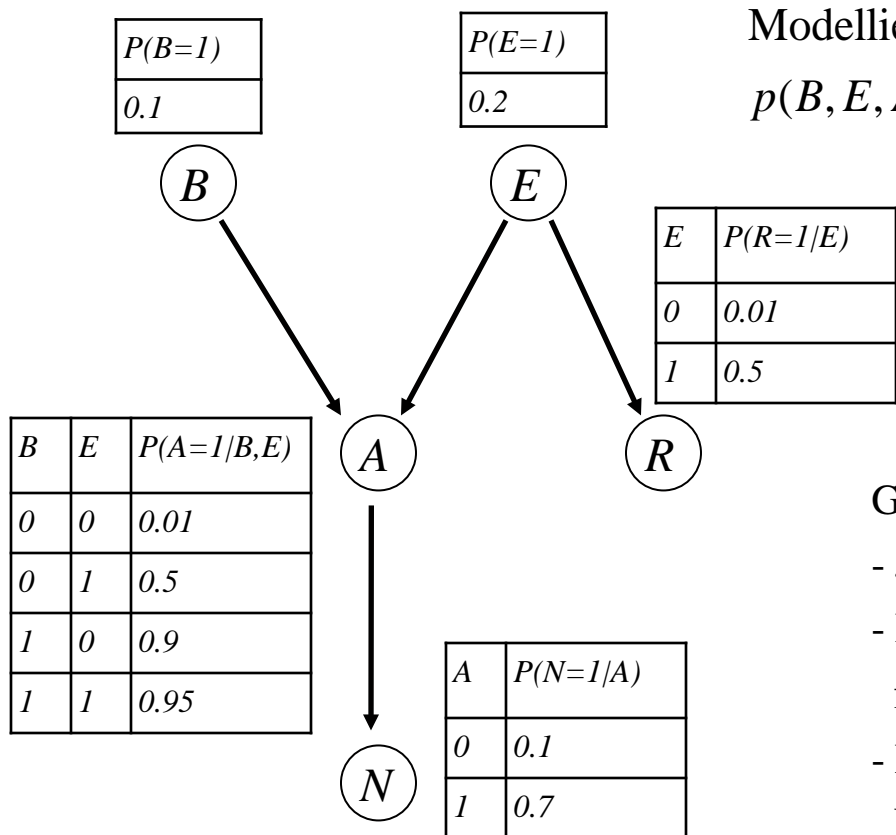 P(B=1)
0.1
P(E=1)
0.2
p(B, E,
B
E
E P(R=1/E)
0 0.01
1 0.5
B E P(A=1/B,E)
0 0 0.01
0 1 0.5
1 0 0.9
1 1 0.95
A
R
A P(N=1/A)
0 0.1
1 0.7
N